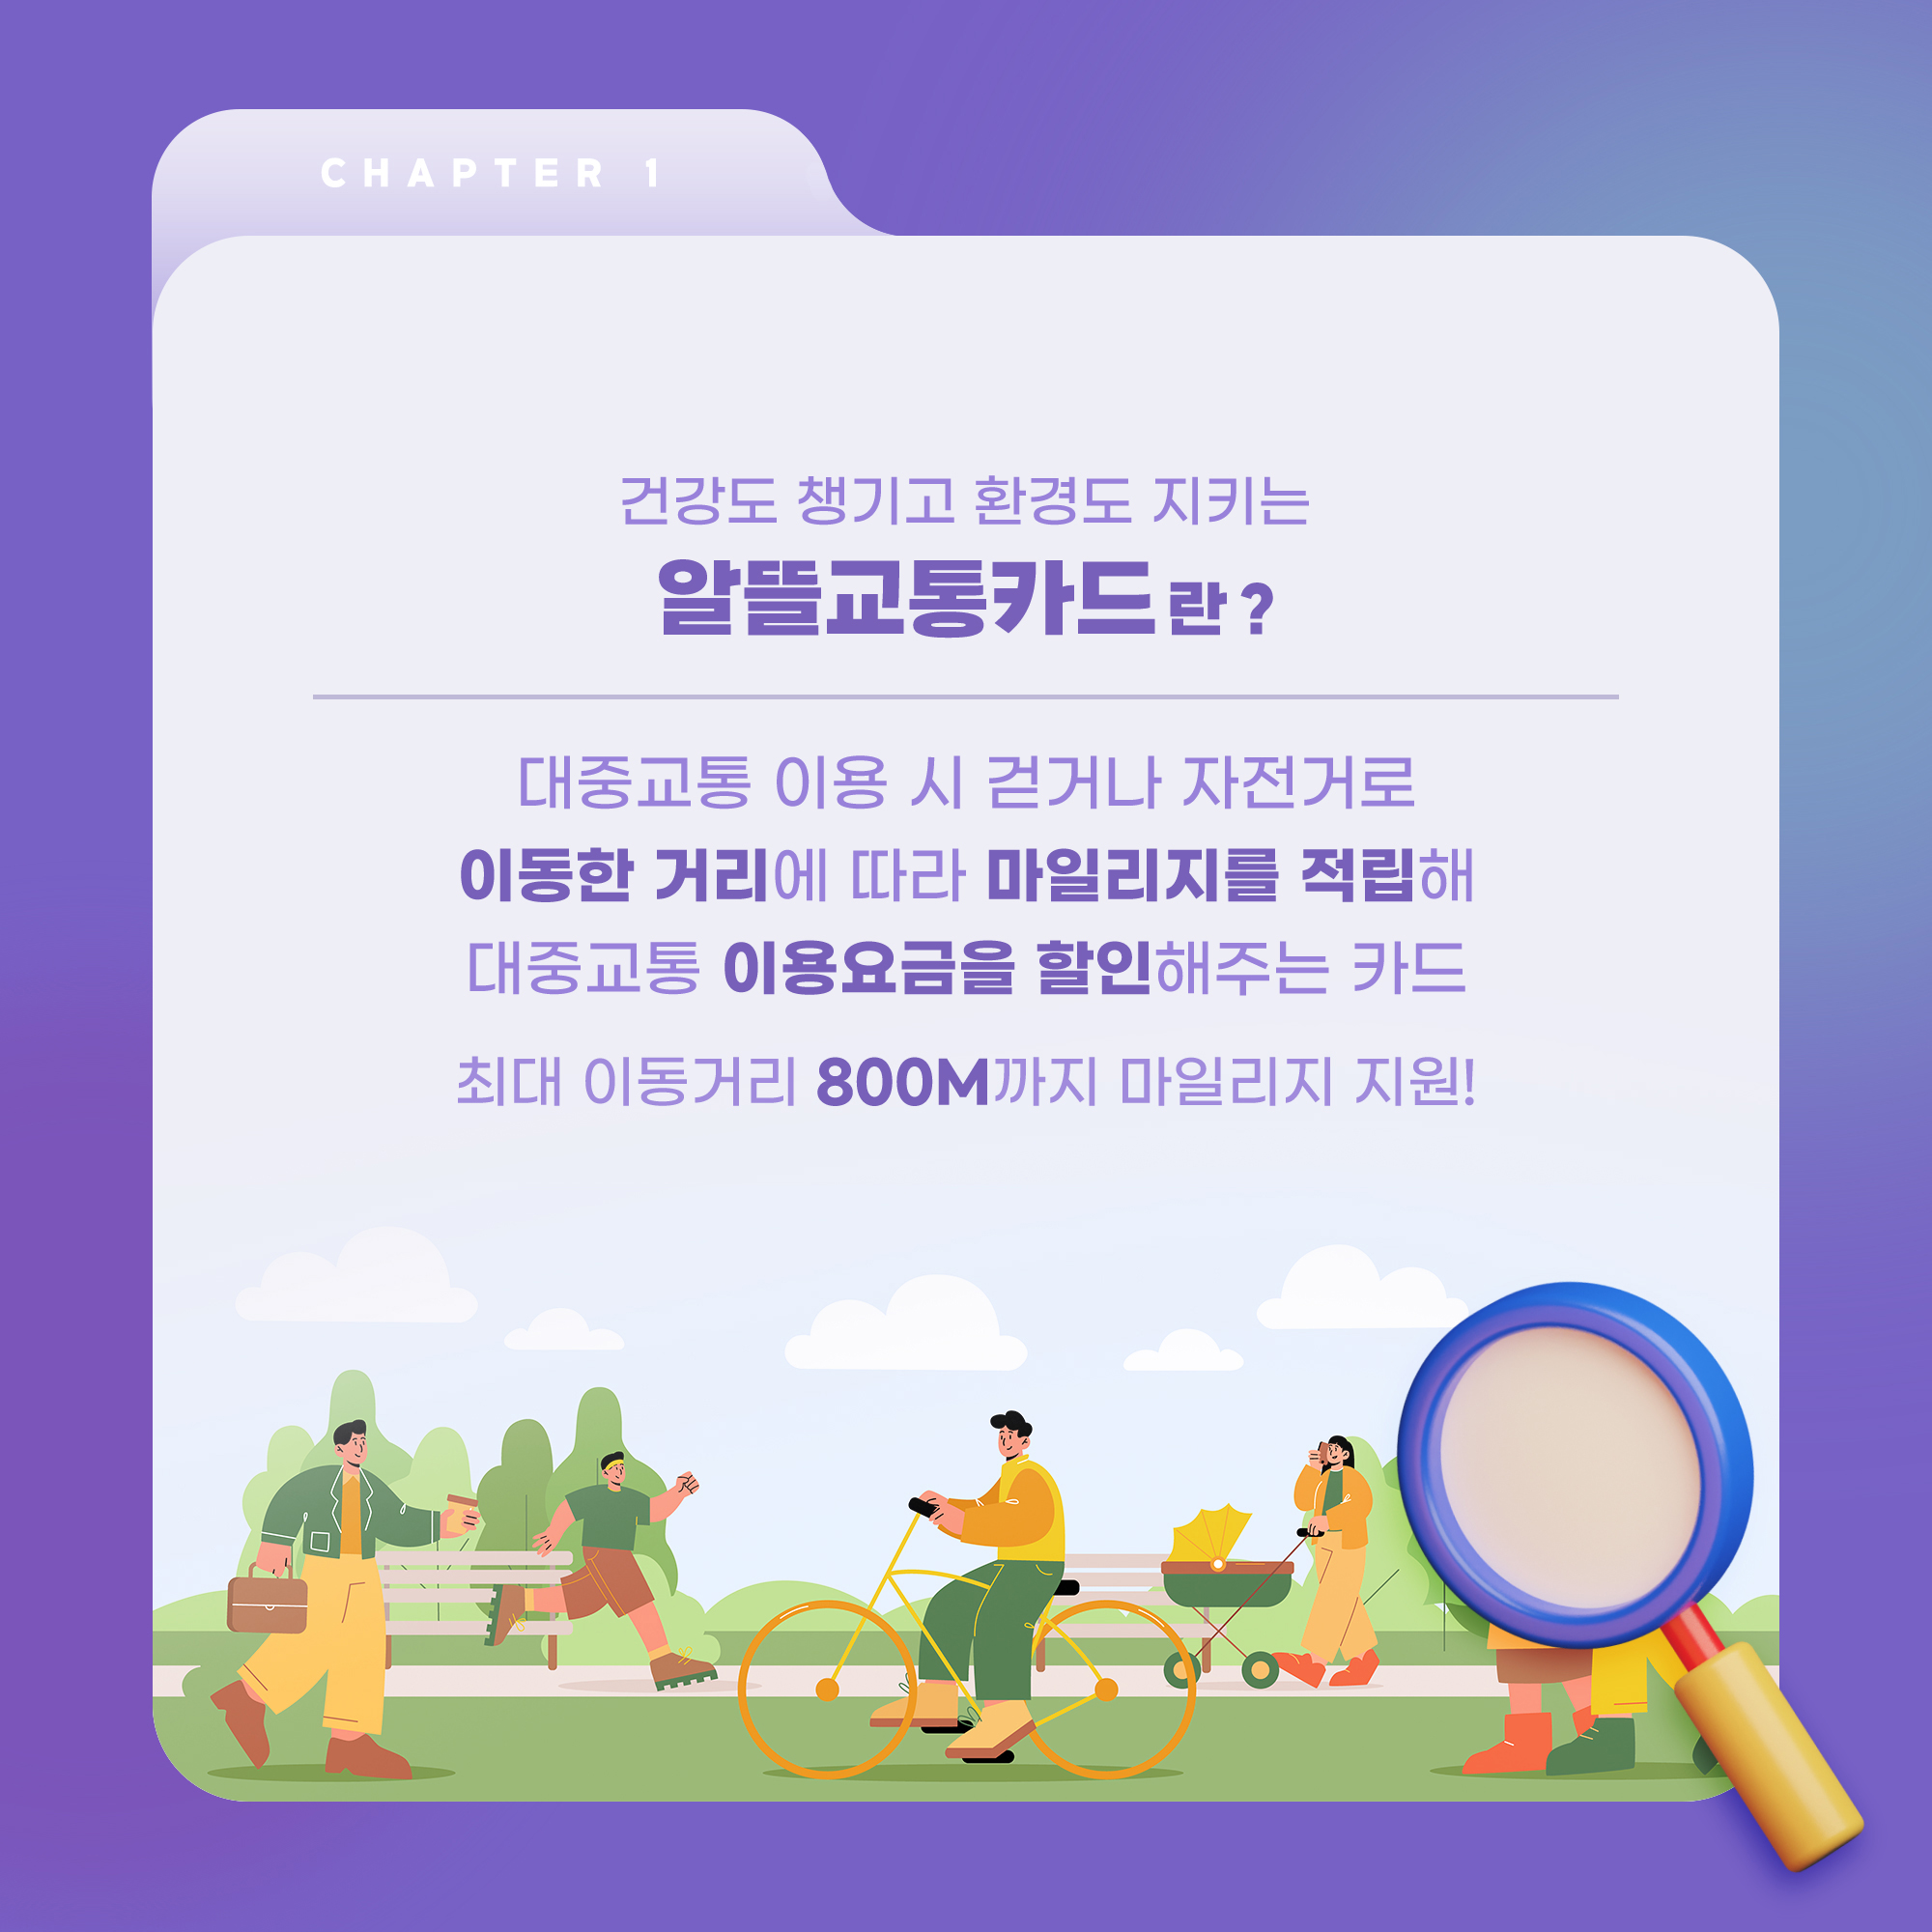 CHAPTER 1
건강도 챙기고 환경도 지키는
알뜰교통카드란?
대중교통 이용 시 걷거나 자전거로
이동한 거리에 따라 마일리지를 적립해
대중교통 이용요금을 할인해주는 카드
최대 이동거리 800M까지 마일리지 지원!